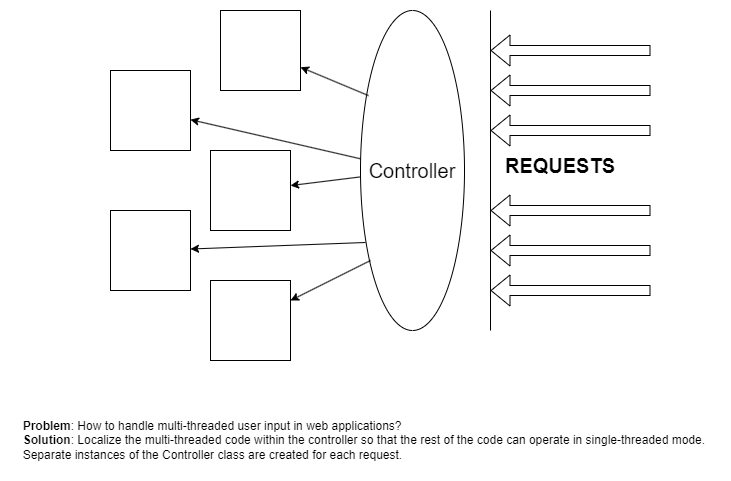 Controller
REQUESTS
Problem: How to handle multi-threaded user input in web applications?
Solution: Localize the multi-threaded code within the controller so that the rest of the code can operate in single-threaded mode.
Separate instances of the Controller class are created for each request.